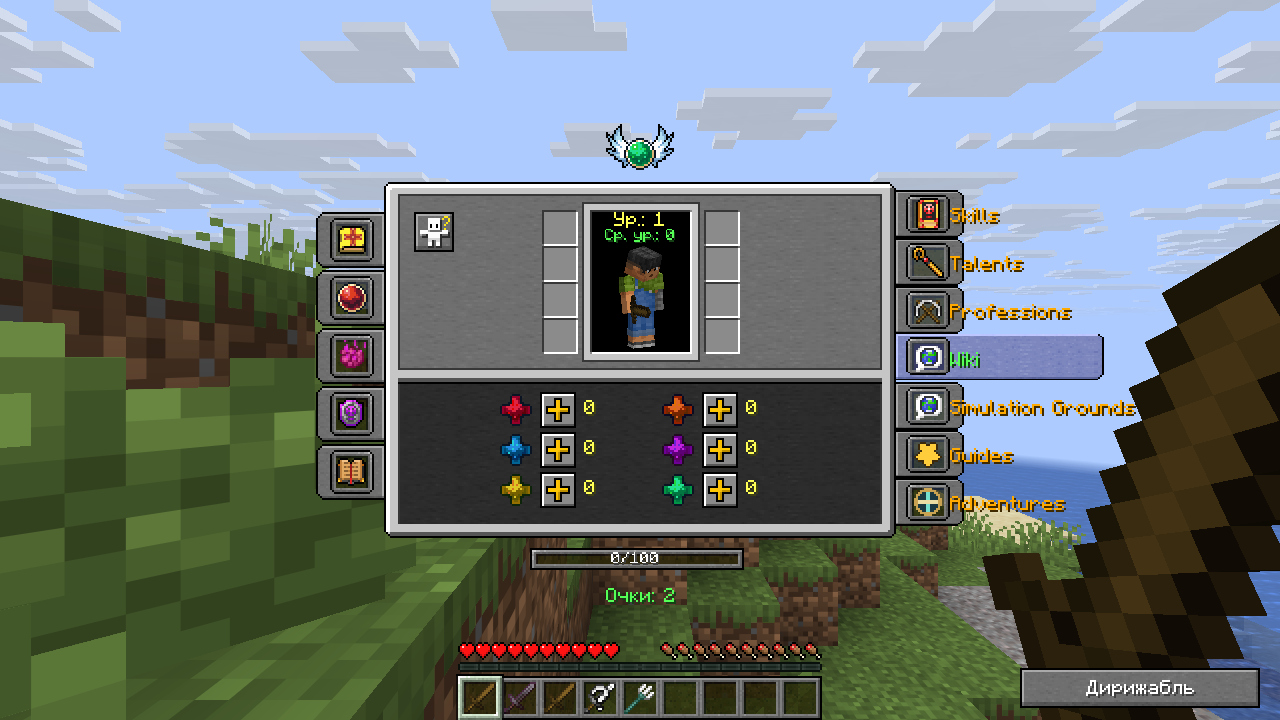 Ур.: 1
Ср. ур.: 0
Skills
Talents
Professions
Wiki
Simulation Grounds
Guides
Adventures
0 0
0 0
0 0
0/100
Очки: 2
Дирижабль